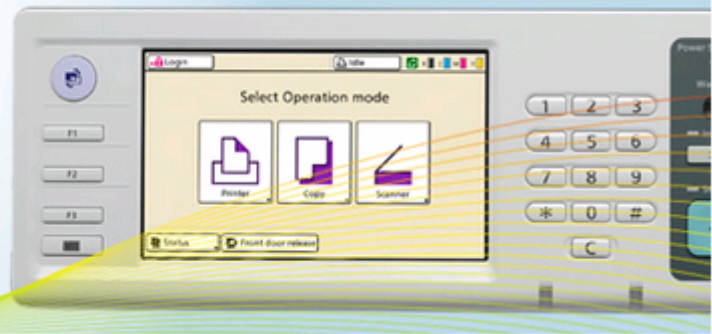 Login
Idle
Select Operation mode
Printer
Copy
Scanner
Status
Front door release
F1
F2
F3
1 2 3
4 5 6
7 8 9
* 0 #
C
Power